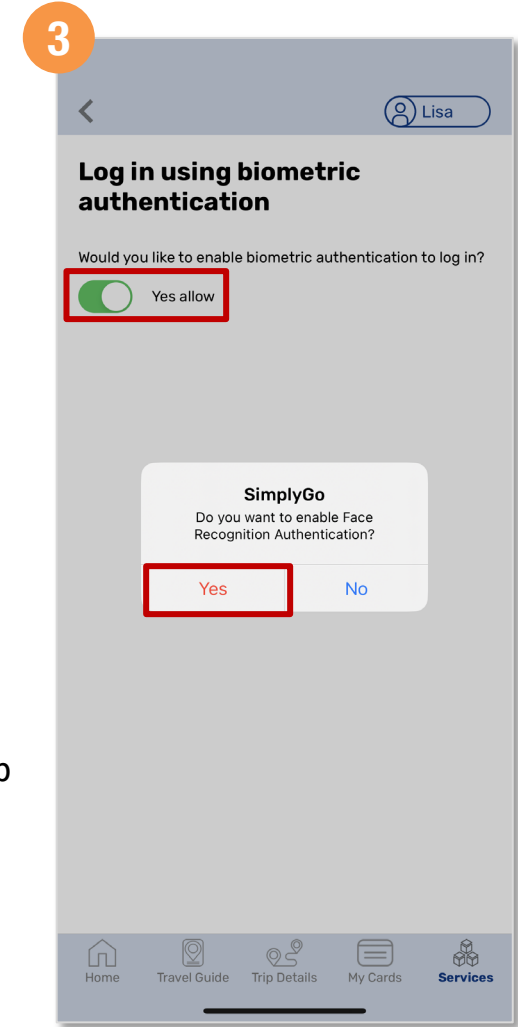 3
Lisa
Log in using biometric
authentication
Would you like to enable biometric authentication to log in?
Yes allow
SimplyGo
Do you want to enable Face
Recognition Authentication?
Yes No
Home Travel Guide Trip Details My Cards Services